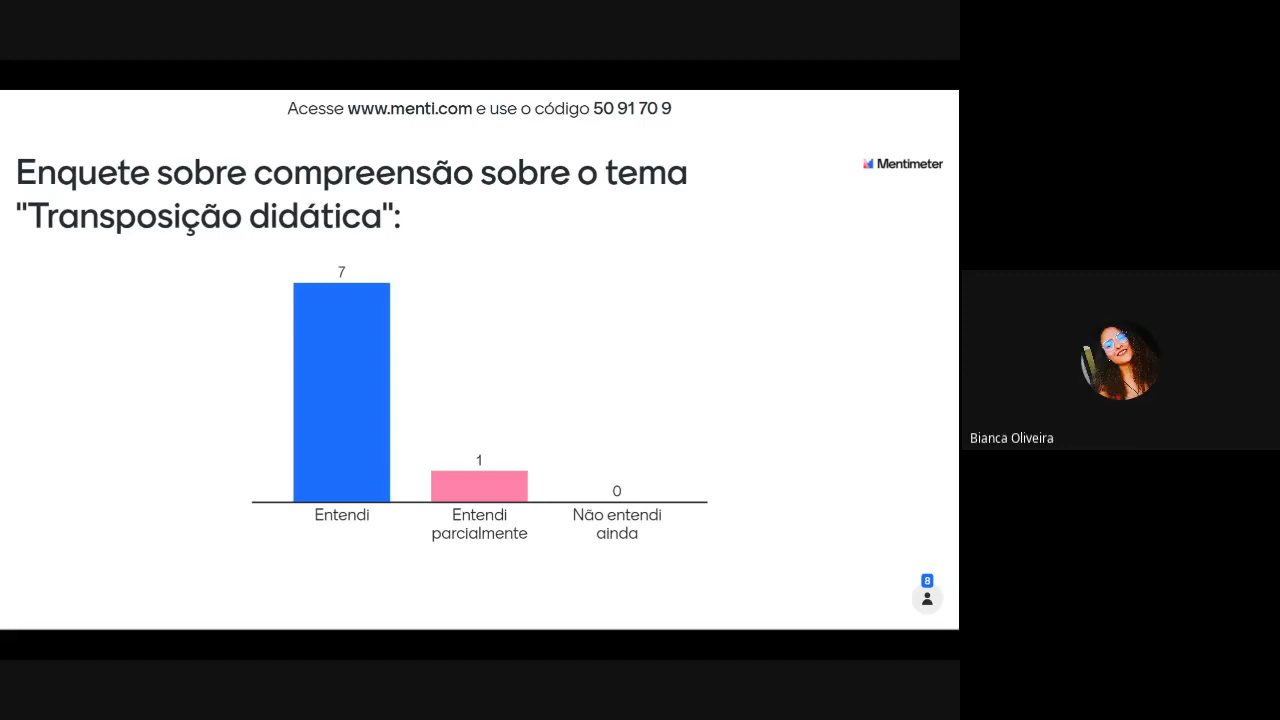 Acesse www.menti.com e use o código 50 91 70 9
Enquete sobre compreensão sobre o tema
"Transposição didática":
Mentimeter
7
1
0
Entendi
Entendi
parcialmente
Não entendi
ainda
8
Bianca Oliveira